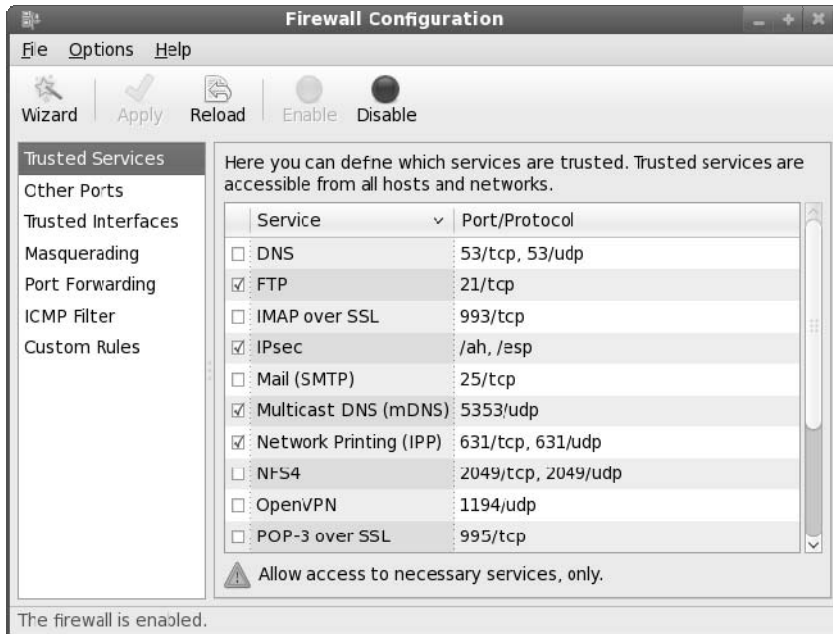 Firewall Configuration
File Options Help
Wizard Apply Reload Enable Disable
Trusted Services
Other Ports
Trusted Interfaces
Masquerading
Port Forwarding
ICMP Filter
Custom Rules
Here you can define which services are trusted. Trusted services are
accessible from all hosts and networks.
Service Port/Protocol
DNS 53/tcp, 53/udp
FTP 21/tcp
IMAP over SSL 993/tcp
IPsec /ah, /esp
Mail (SMTP) 25/tcp
Multicast DNS (mDNS) 5353/udp
Network Printing (IPP) 631/tcp, 631/udp
NFS4 2049/tcp, 2049/udp
OpenVPN 1194/udp
POP-3 over SSL 995/tcp
Allow access to necessary services, only.
The firewall is enabled.